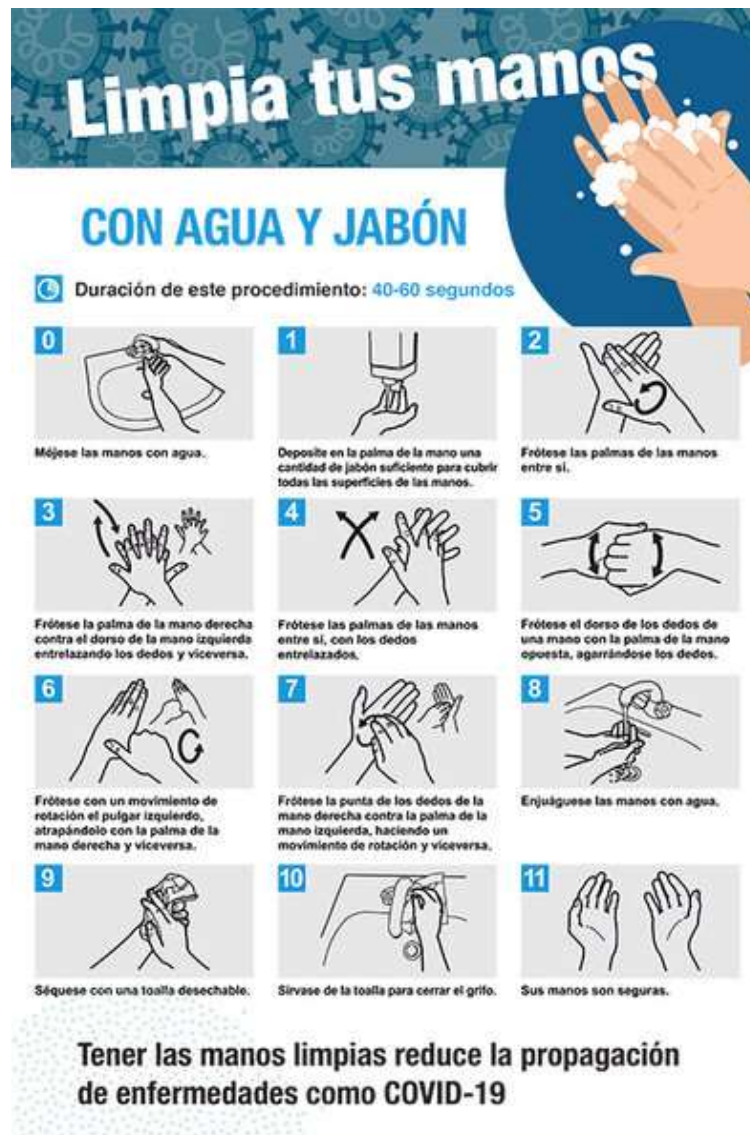 Limpia tus manos
CON AGUA Y JABÓN
Duración de este procedimiento: 40-60 segundos
0
Mójese las manos con agua.
1
Deposite en la palma de la mano una
cantidad de jabón suficiente para cubrir
todas las superficies de las manos.
2
Frótese las palmas de las manos
entre sí.
3
Frótese la palma de la mano derecha
contra el dorso de la mano izquierda
entrelazando los dedos y viceversa.
4
Frótese las palmas de las manos
entre sí, con los dedos
entrelazados.
5
Frótese el dorso de los dedos de
una mano con la palma de la mano
opuesta, agarrándose los dedos.
6
Frótese con un movimiento de
rotación el pulgar izquierdo,
atrapándolo con la palma de la
mano derecha y viceversa.
7
Frótese la punta de los dedos de la
mano derecha contra la palma de la
mano izquierda, haciendo un
movimiento de rotación y viceversa.
8
Enjuáguese las manos con agua.
9
Séquese con una toalla desechable.
10
Sírvase de la toalla para cerrar el grifo.
11
Sus manos son seguras.
Tener las manos limpias reduce la propagación
de enfermedades como COVID-19